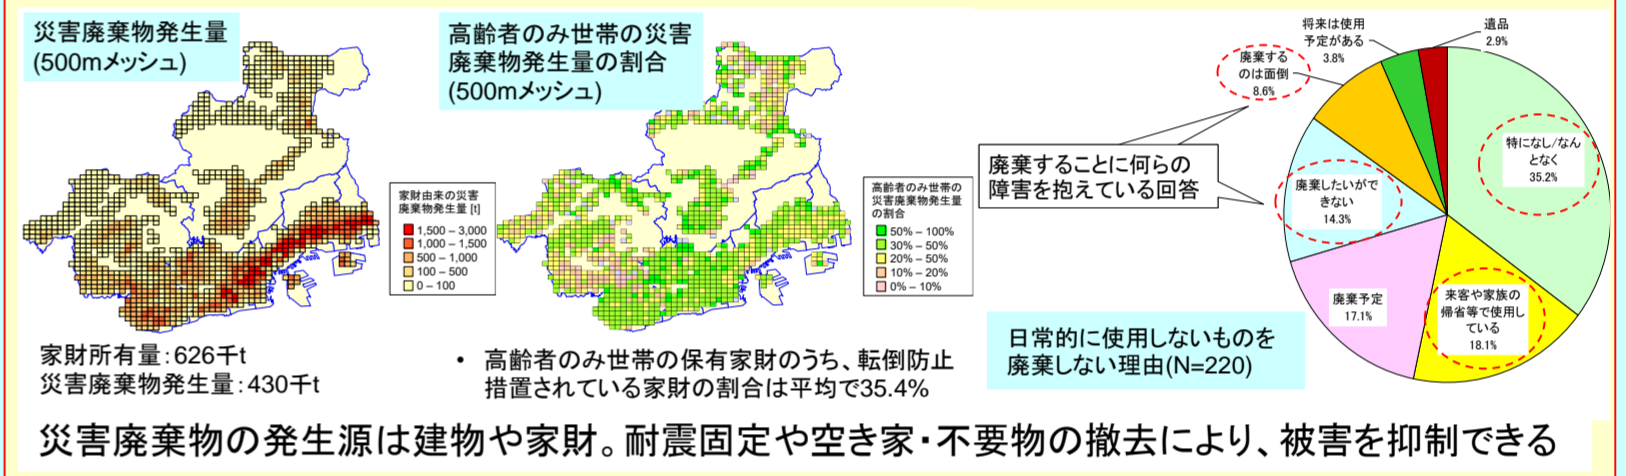 災害廃棄物発生量
(500mメッシュ)
家財由来の災害
廃棄物発生量 [t]
1,500 – 3,000
1,000 – 1,500
500 – 1,000
100 – 500
0 – 100
家財所有量：626千t
災害廃棄物発生量：430千t
高齢者のみ世帯の災害
廃棄物発生量の割合
(500mメッシュ)
高齢者のみ世帯の
災害廃棄物発生量
の割合
50% – 100%
30% – 50%
20% – 50%
10% – 20%
0% – 10%
• 高齢者のみ世帯の保有家財のうち、転倒防止
措置されている家財の割合は平均で35.4%
廃棄することに何らの
障害を抱えている回答
将来は使用
予定がある
3.8%
遺品
2.9%
廃棄する
のは面倒
8.6%
特になし/なん
となく
35.2%
廃棄したいがで
きない
14.3%
廃棄予定
17.1%
来客や家族の
帰省等で使用し
ている
18.1%
日常的に使用しないものを
廃棄しない理由(N=220)
災害廃棄物の発生源は建物や家財。耐震固定や空き家・不要物の撤去により、被害を抑制できる